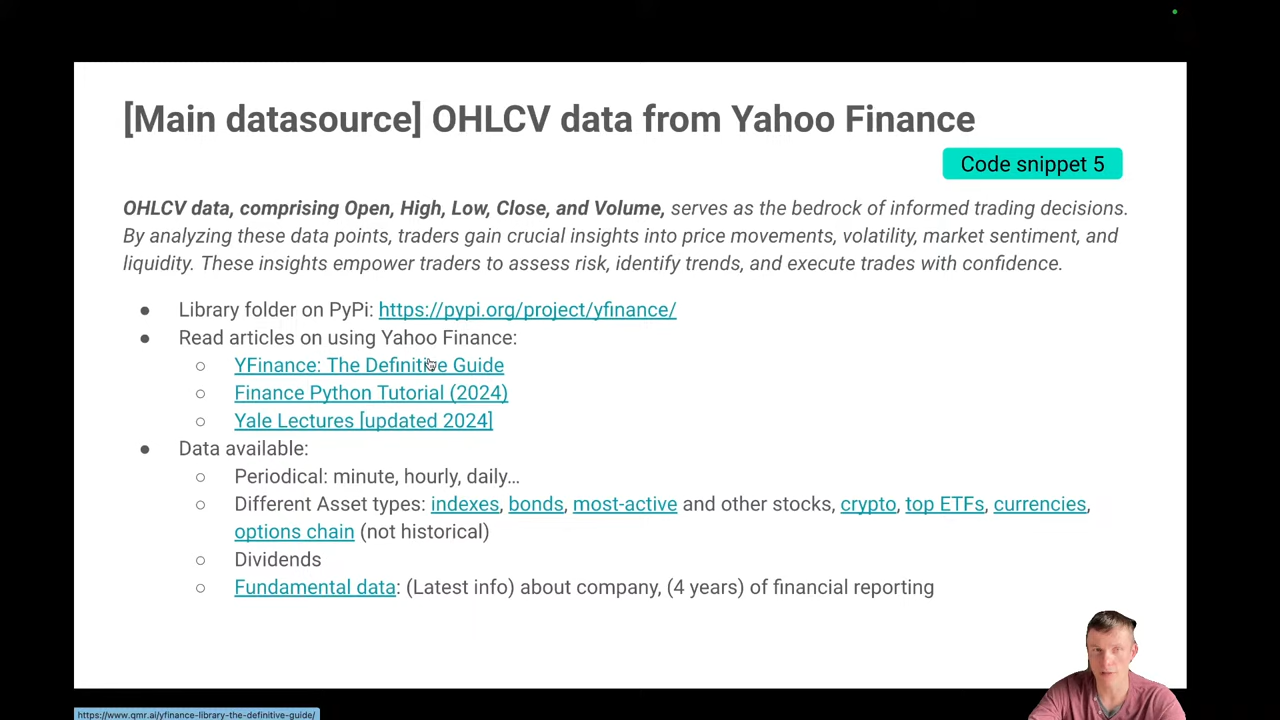 [Main datasource] OHLCV data from Yahoo Finance
Code snippet 5
OHLCV data, comprising Open, High, Low, Close, and Volume, serves as the bedrock of informed trading decisions.
By analyzing these data points, traders gain crucial insights into price movements, volatility, market sentiment, and
liquidity. These insights empower traders to assess risk, identify trends, and execute trades with confidence.
● Library folder on PyPi: https://pypi.org/project/yfinance/
● Read articles on using Yahoo Finance:
○ YFinance: The Definitive Guide
○ Finance Python Tutorial (2024)
○ Yale Lectures [updated 2024]
● Data available:
○ Periodical: minute, hourly, daily…
○ Different Asset types: indexes, bonds, most-active and other stocks, crypto, top ETFs, currencies,
options chain (not historical)
○ Dividends
○ Fundamental data: (Latest info) about company, (4 years) of financial reporting
https://www.qmr.ai/yfinance-library-the-definitive-guide/